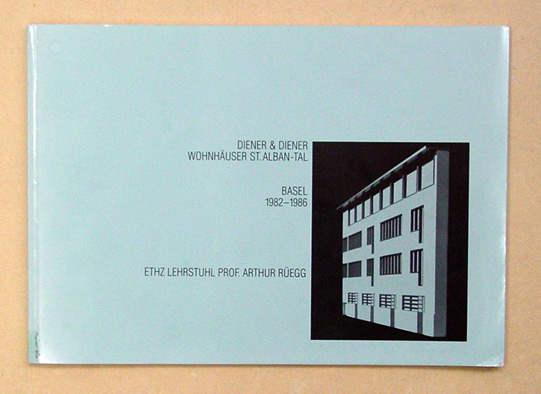 DIENER & DIENER
WOHNHÄUSER ST. ALBAN-TAL
BASEL
1982–1986
ETHZ LEHRSTUHL PROF. ARTHUR RÜEGG